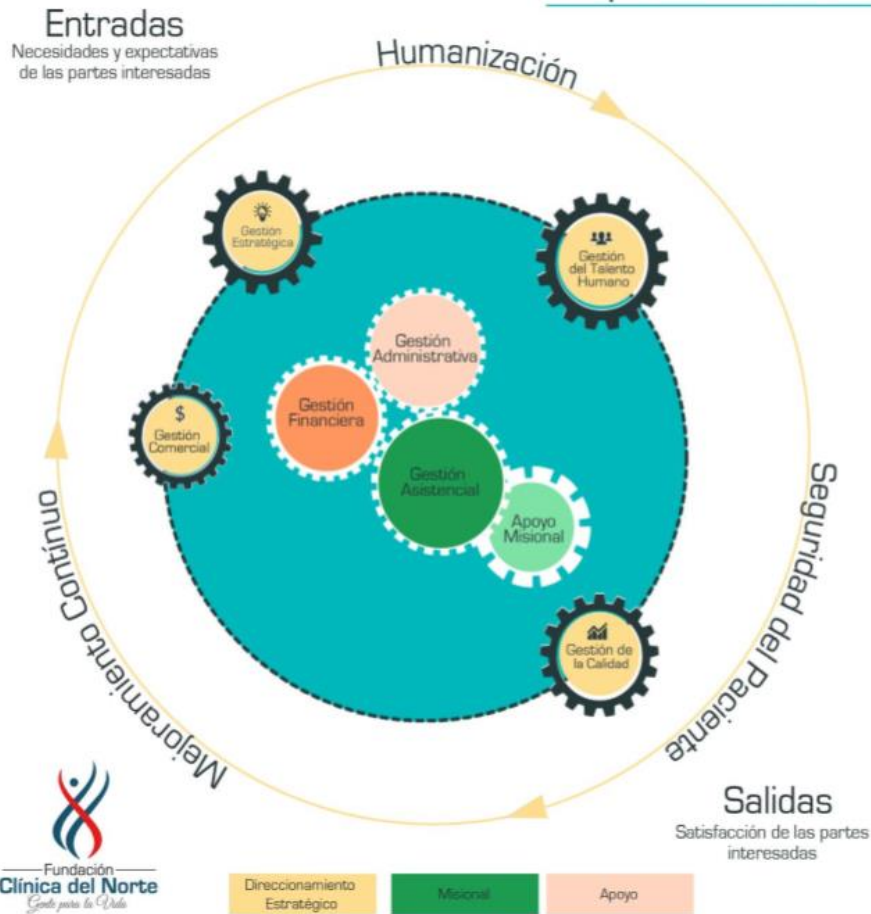 Entradas
Necesidades y expectativas
de las partes interesadas
Humanización
Gestión
Estratégica
Gestión
del Talento
Humano
Gestión
Administrativa
Gestión
Financiera
$
Gestión
Comercial
Gestión
Asistencial
Apoyo
Misional
Gestión de
la Calidad
Seguridad del Paciente
Mejoramiento Contínuo
Salidas
Satisfacción de las partes
interesadas
Fundación
Clínica del Norte
Gente para la Vida
Direccionamiento
Estratégico
Misional
Apoyo